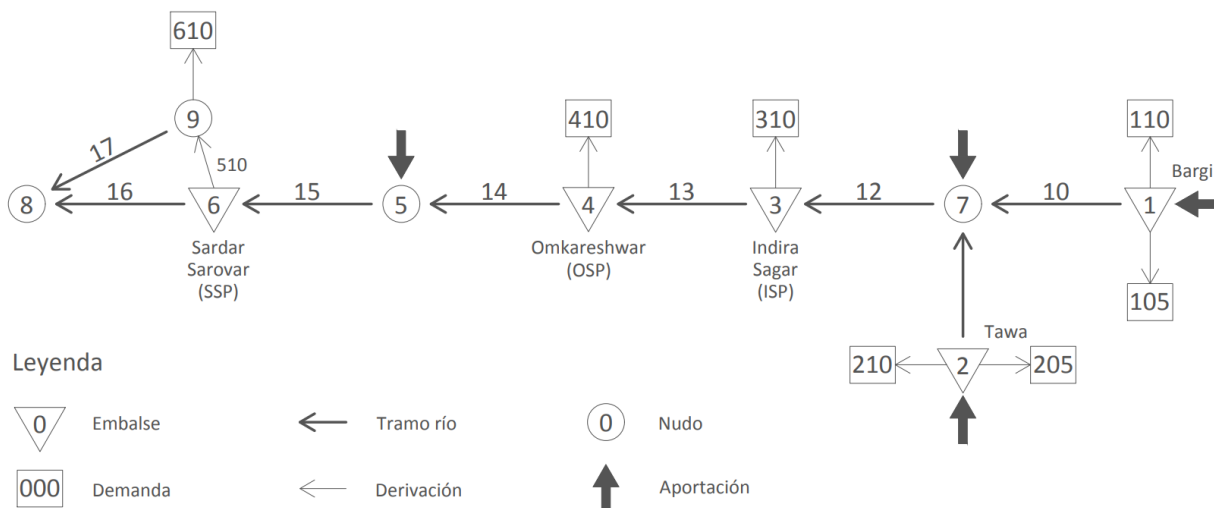 610
9
410
310
110
17
510
Bargi
8
16
6
15
5
14
4
13
3
12
7
10
1
Sardar
Sarovar
(SSP)
Omkareshwar
(OSP)
Indira
Sagar
(ISP)
105
Tawa
210
2
205
Leyenda
0
Embalse
Tramo río
0
Nudo
000
Demanda
Derivación
Aportación